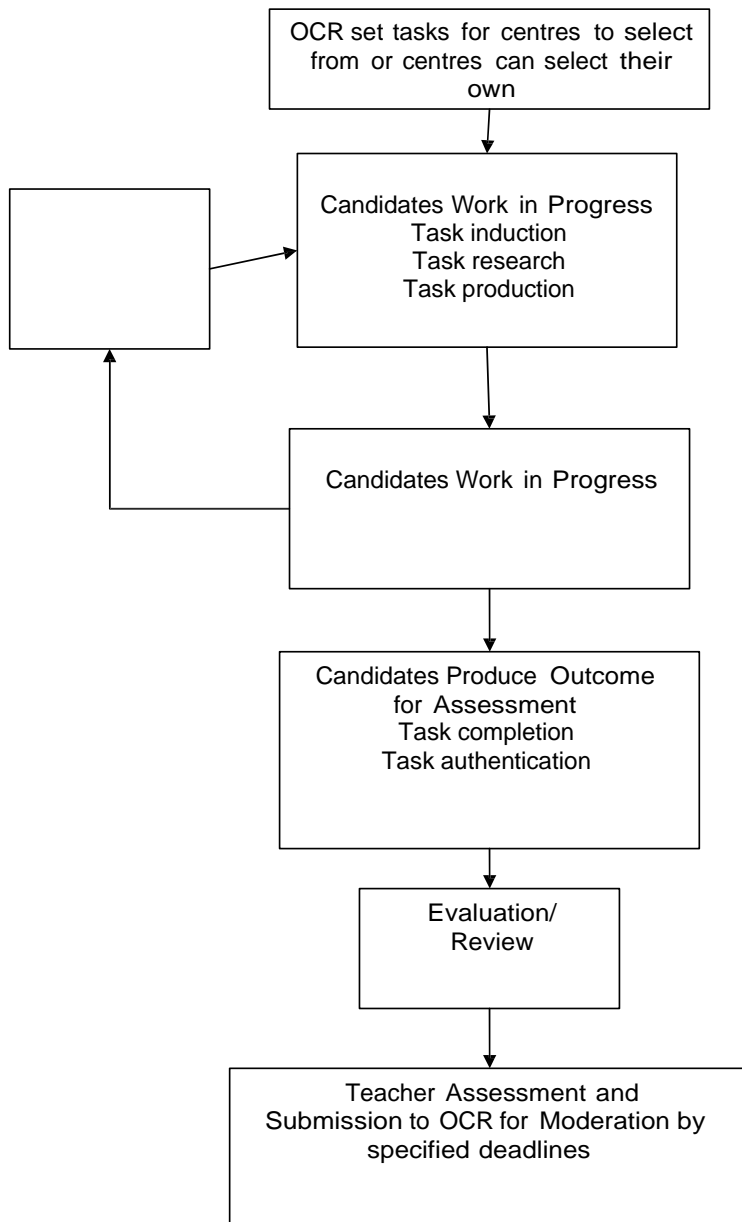 OCR set tasks for centres to select
from or centres can select their
own
Candidates Work in Progress
Task induction
Task research
Task production
Candidates Work in Progress
Candidates Produce Outcome
for Assessment
Task completion
Task authentication
Evaluation/
Review
Teacher Assessment and
Submission to OCR for Moderation by
specified deadlines